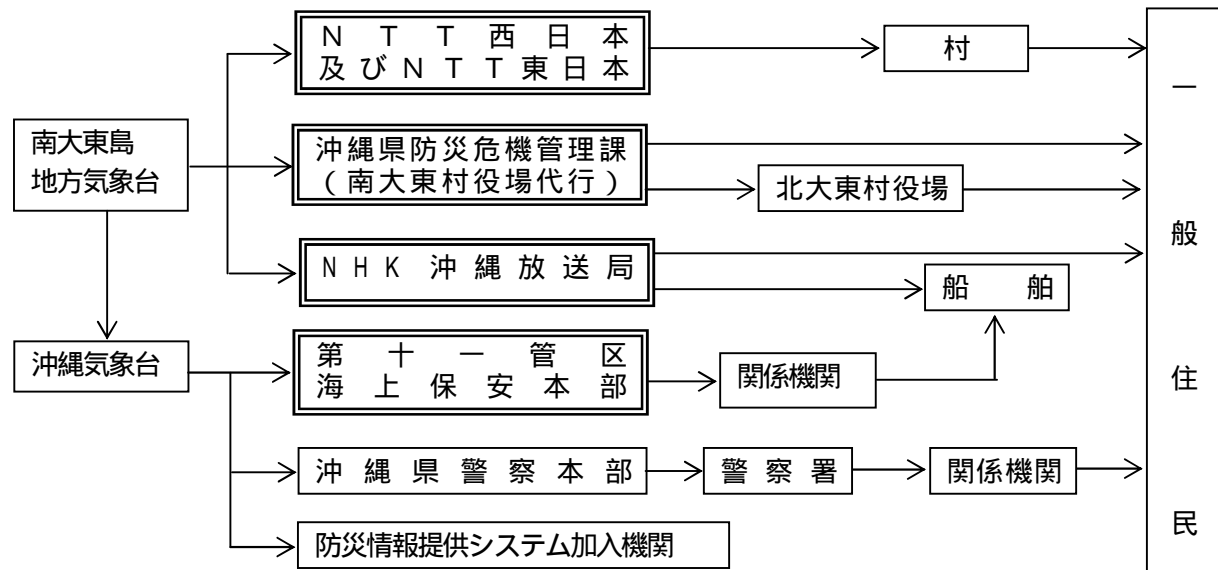 NTT西日本
及びNTT東日本
村
南大東島
地方気象台
沖縄県防災危機管理課
(南大東村役場代行)
北大東村役場
NHK沖縄放送局
船舶
沖縄気象台
第十一管区
海上保安本部
関係機関
沖縄県警察本部
警察署
関係機関
防災情報提供システム加入機関
一般住民